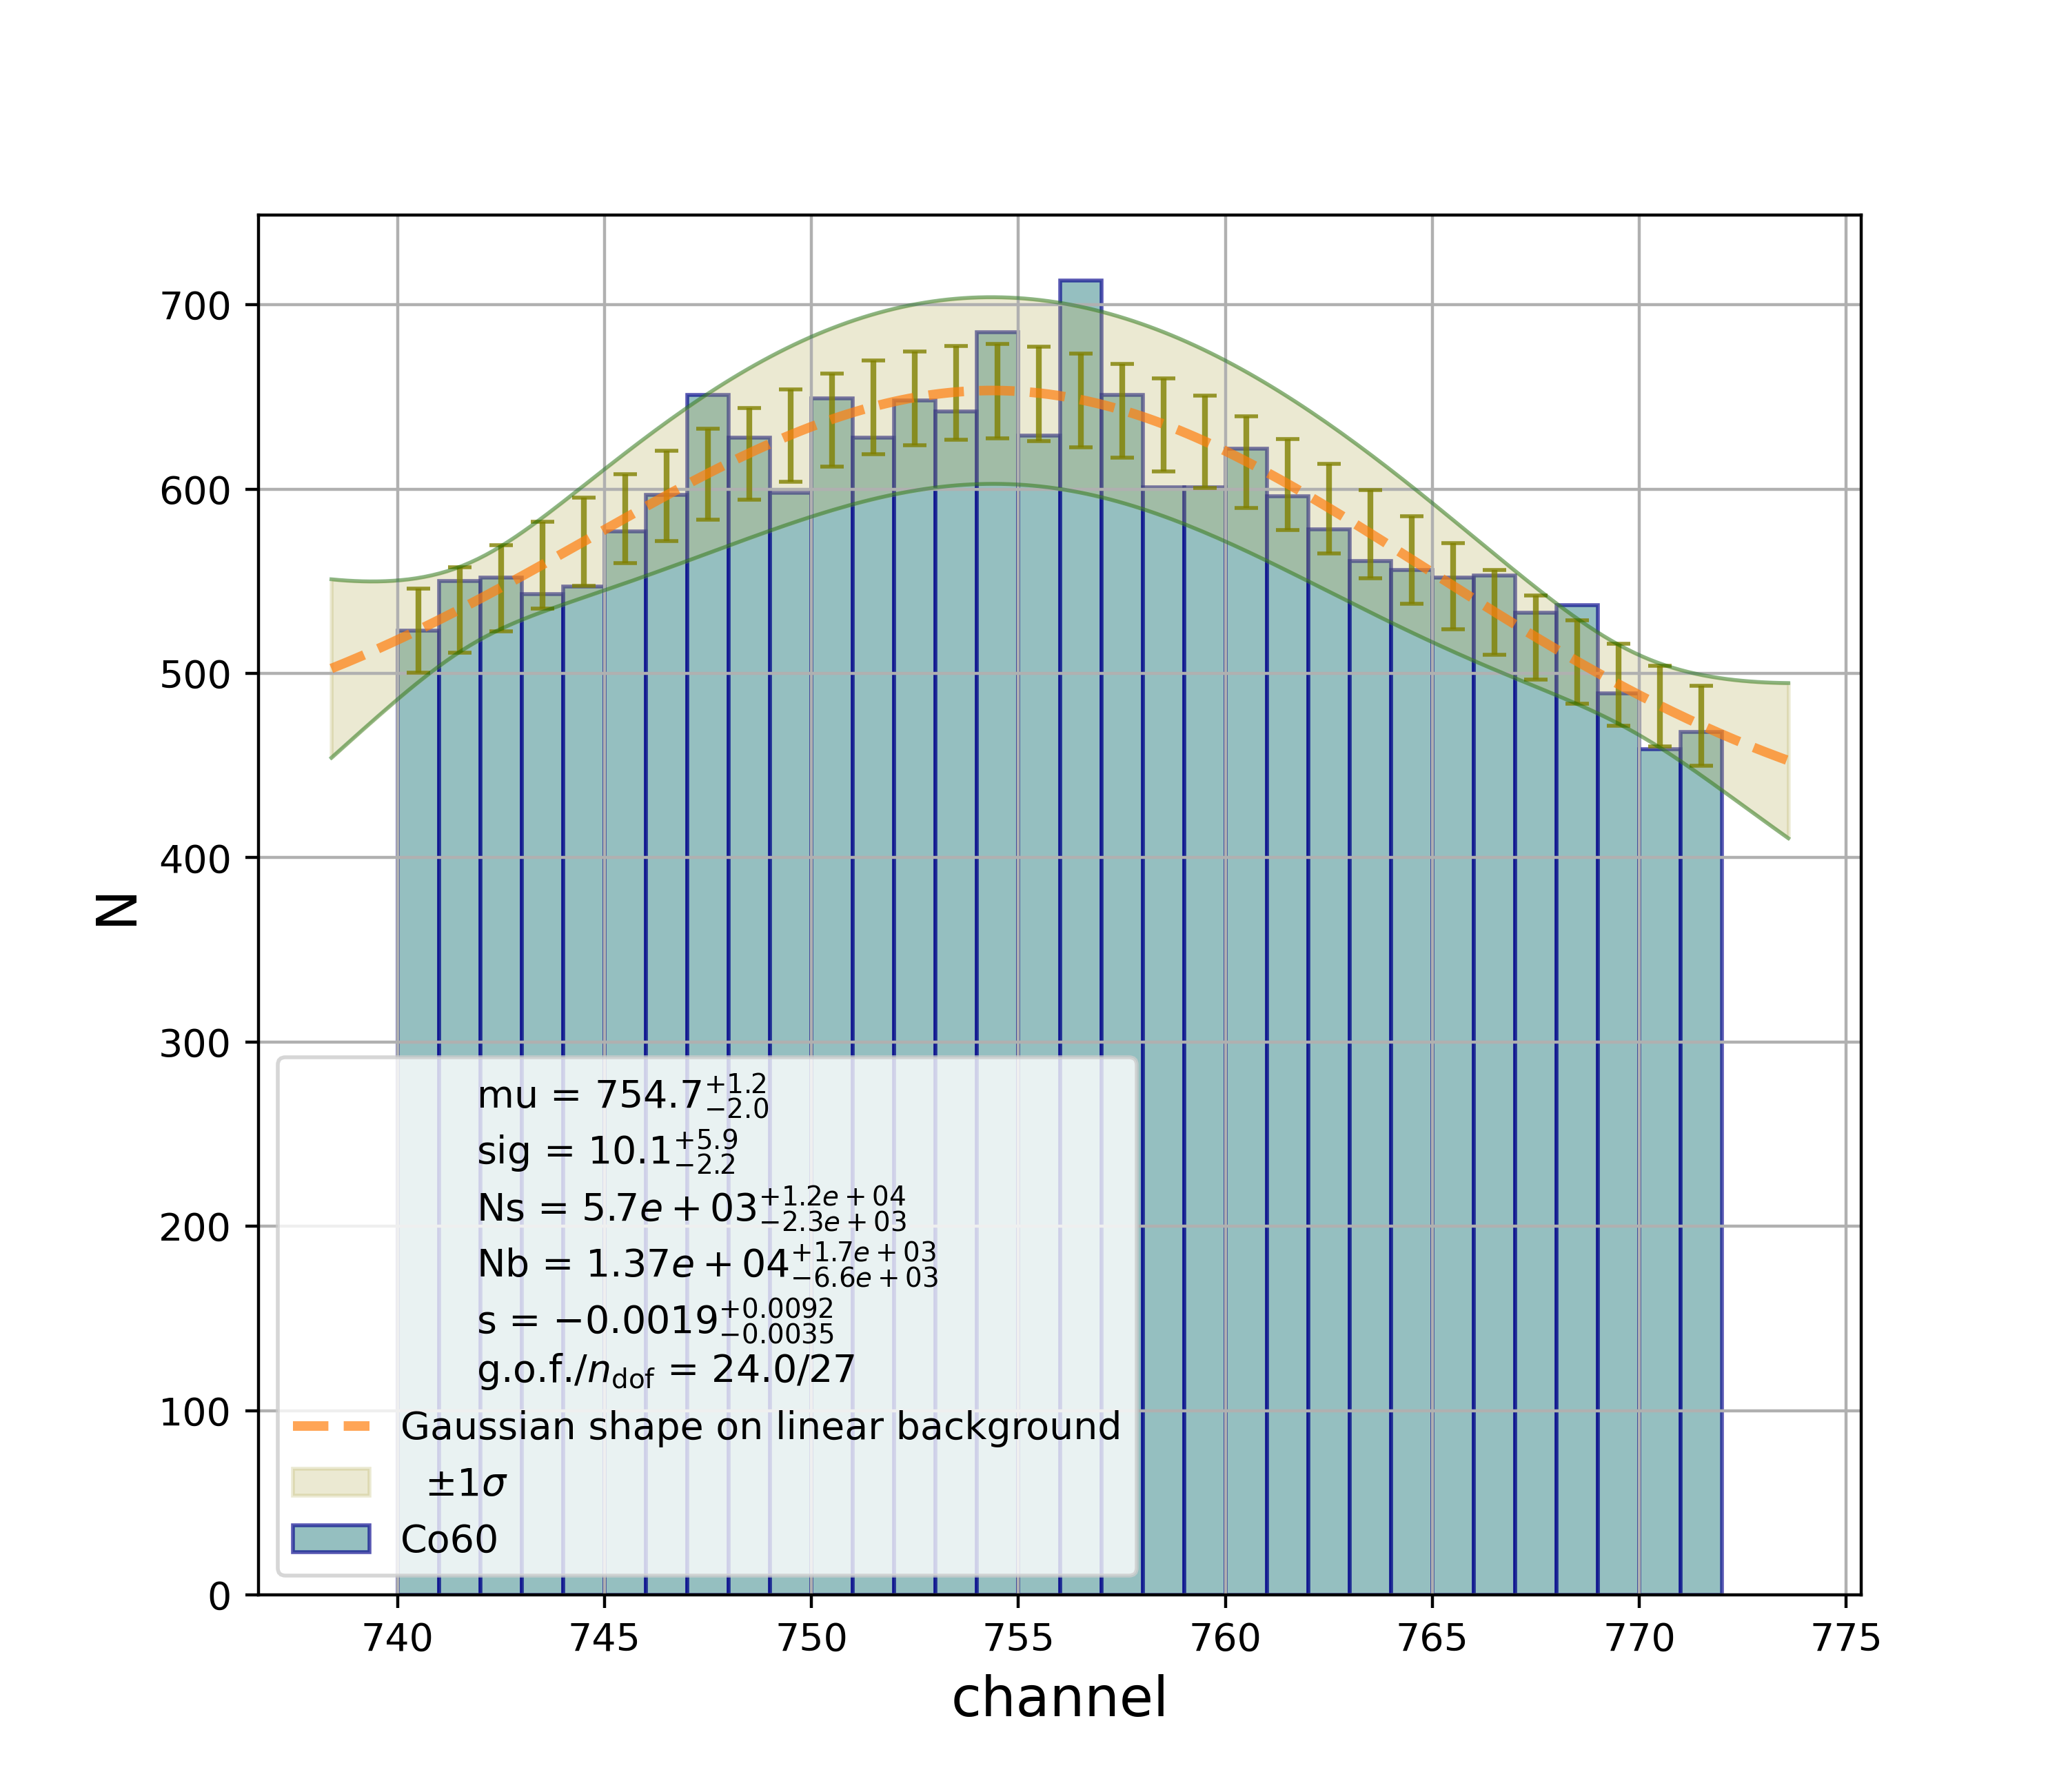 700
600
500
400
300
200
100
0
N
mu = 754.7 +1.2 −2.0
sig = 10.1 +5.9 −2.2
Ns = 5.7e + 03 +1.2e + 04 −2.3e + 03
Nb = 1.37e + 04 +1.7e + 03 −6.6e + 03
s = −0.0019 +0.0092 −0.0035
g.o.f./n dof = 24.0/27
Gaussian shape on linear background
±1σ
Co60
740 745 750 755 760 765 770 775
channel